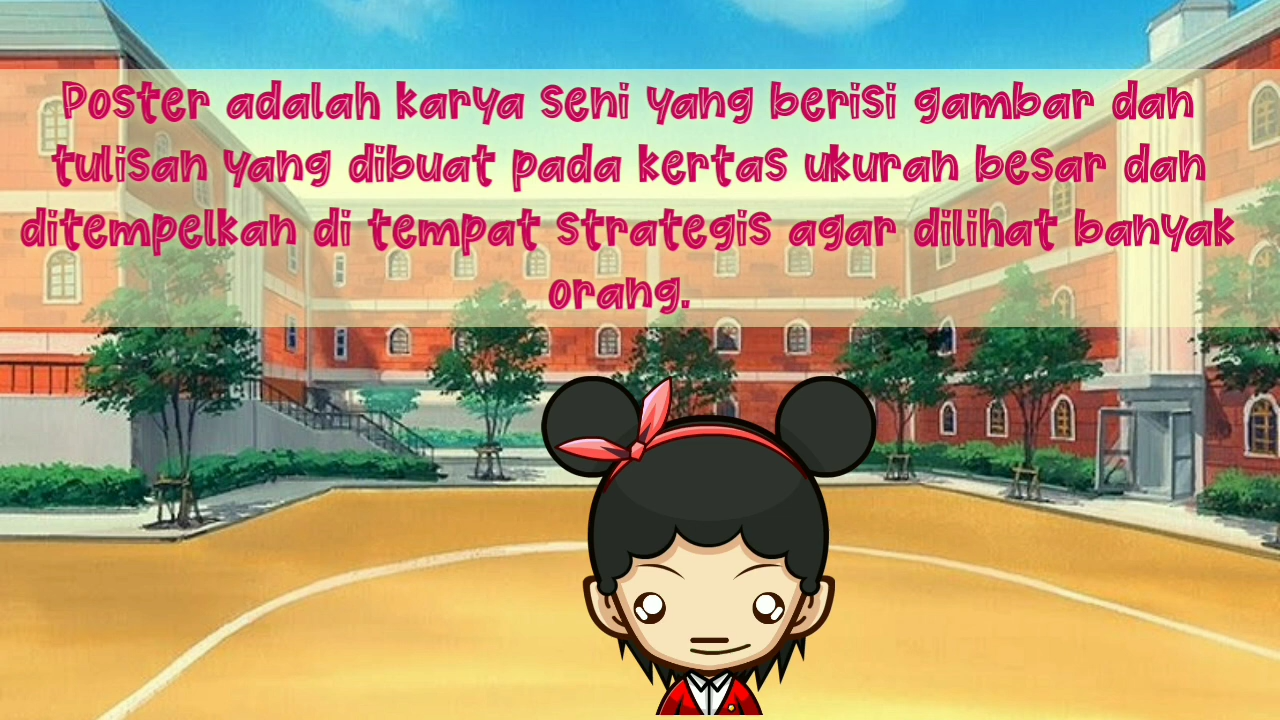 Poster adalah karya seni yang berisi gambar dan
tulisan yang dibuat pada kertas ukuran besar dan
ditempelkan di tempat strategis agar dilihat banyak
orang.